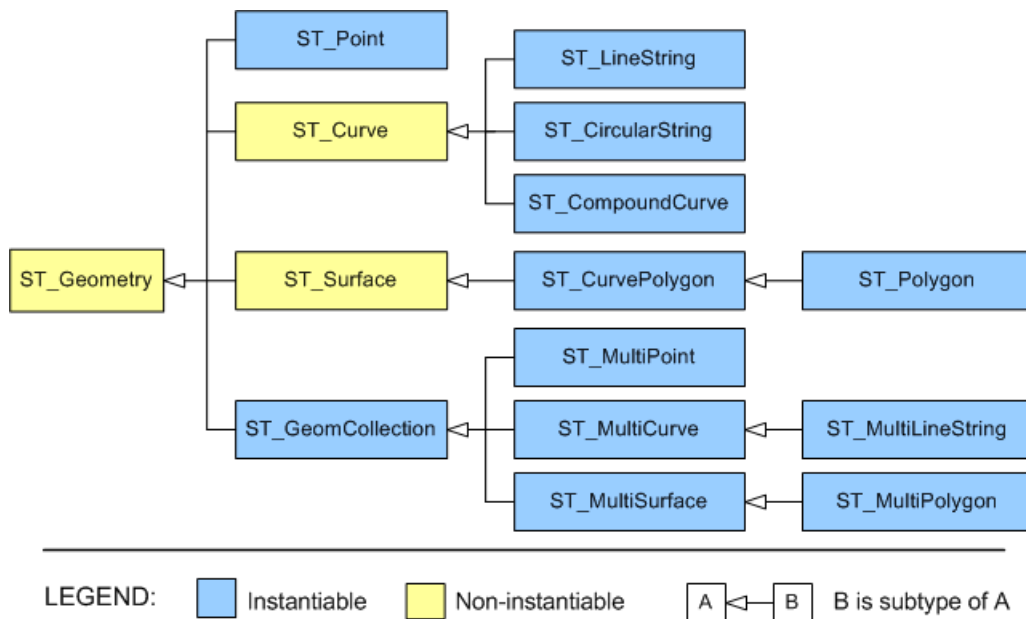 ST_Point
ST_LineString
ST_Curve
ST_CircularString
ST_CompoundCurve
ST_Geometry
ST_Surface
ST_CurvePolygon
ST_Polygon
ST_MultiPoint
ST_GeomCollection
ST_MultiCurve
ST_MultiLineString
ST_MultiSurface
ST_MultiPolygon
LEGEND:
Instantiable
Non-instantiable
A
B
B is subtype of A